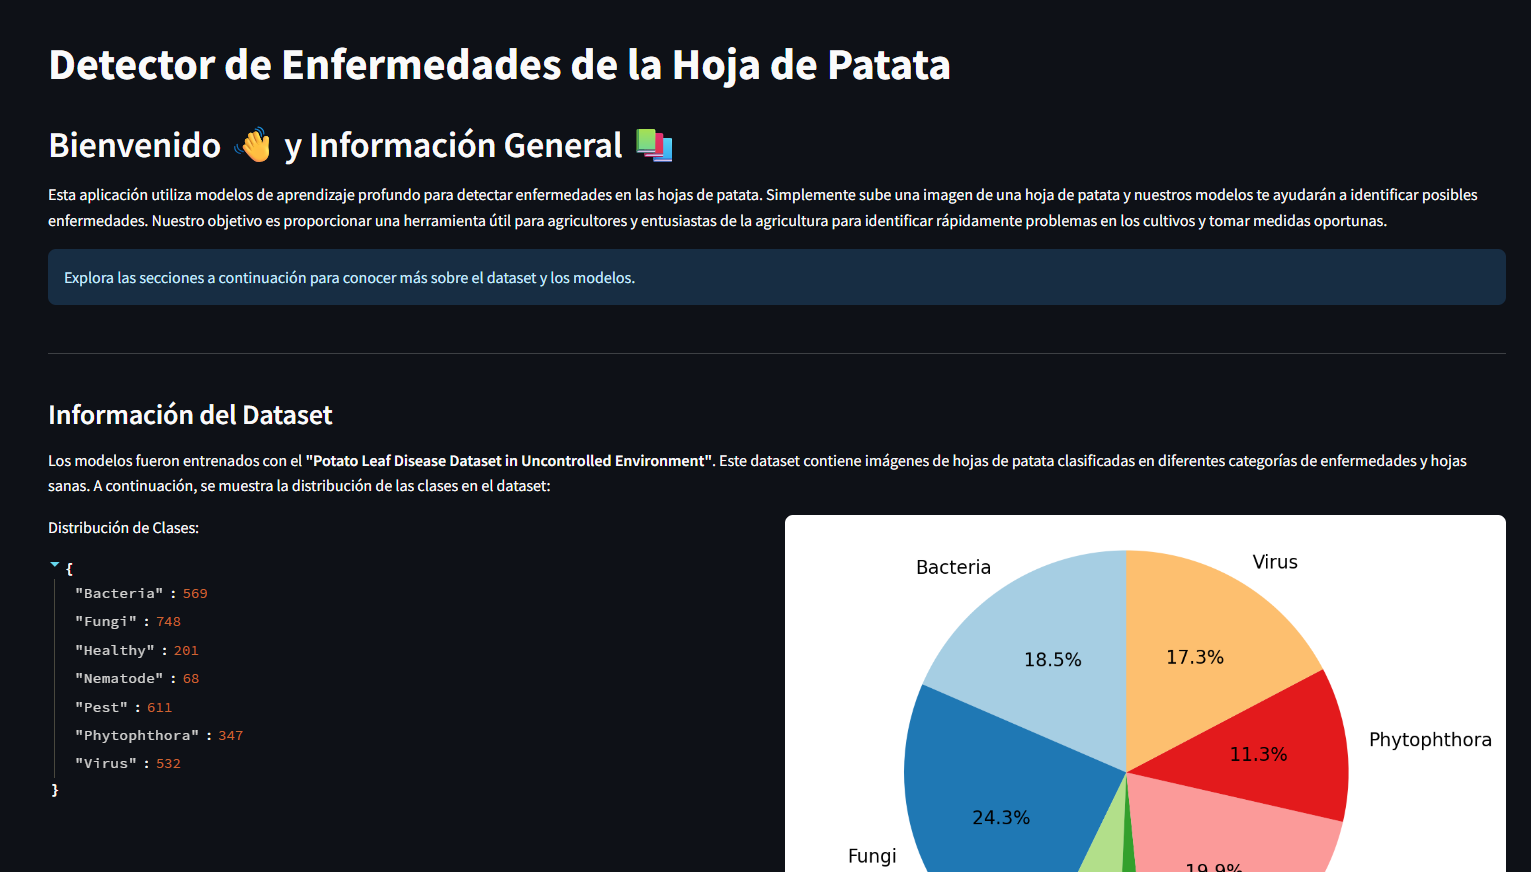 Detector de Enfermedades de la Hoja de Patata
Bienvenido 👋 y Información General 📚
Esta aplicación utiliza modelos de aprendizaje profundo para detectar enfermedades en las hojas de patata. Simplemente sube una imagen de una hoja de patata y nuestros modelos te ayudarán a identificar posibles
enfermedades. Nuestro objetivo es proporcionar una herramienta útil para agricultores y entusiastas de la agricultura para identificar rápidamente problemas en los cultivos y tomar medidas oportunas.
Explora las secciones a continuación para conocer más sobre el dataset y los modelos.
Información del Dataset
Los modelos fueron entrenados con el "Potato Leaf Disease Dataset in Uncontrolled Environment". Este dataset contiene imágenes de hojas de patata clasificadas en diferentes categorías de enfermedades y hojas
sanas. A continuación, se muestra la distribución de las clases en el dataset:
Distribución de Clases:
{
"Bacteria" : 569
"Fungi" : 748
"Healthy" : 201
"Nematode" : 68
"Pest" : 611
"Phytophthora" : 347
"Virus" : 532
}
Bacteria
Virus
18.5%
17.3%
Phytophthora
11.3%
24.3%
Fungi
19.9%